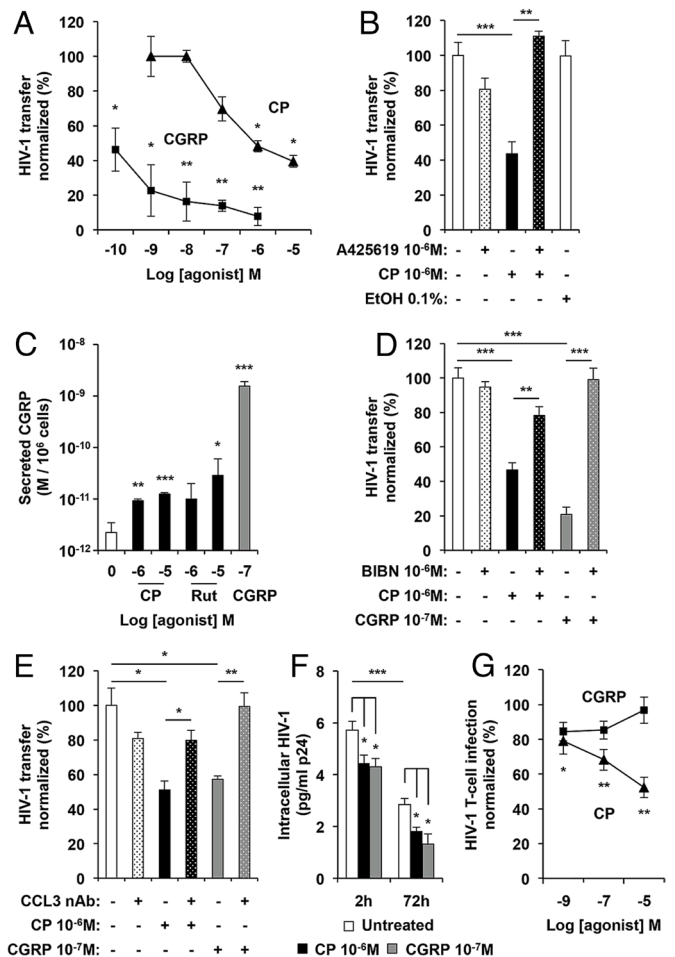 A
HIV-1 transfer
normalized (%)
120
100
80
60
40
20
0
*
*
**
**
**
*
*
CGRP
CP
-10 -9 -8 -7 -6 -5
Log [agonist] M
B
HIV-1 transfer
normalized (%)
120
100
80
60
40
20
0
***
**
A425619 10-6M: - + - + -
CP 10-6M: - - + + -
EtOH 0.1%: - - - - +
C
Secreted CGRP
(M / 10⁶ cells)
10-8
10-9
10-10
10-11
10-12
**
***
*
***
0 -6 -5 -6 -5 -7
CP Rut CGRP
Log [agonist] M
D
HIV-1 transfer
normalized (%)
120
100
80
60
40
20
0
***
***
***
**
BIBN 10-6M: - + - + - +
CP 10-6M: - - + + - -
CGRP 10-7M: - - - - + +
E
HIV-1 transfer
normalized (%)
120
100
80
60
40
20
0
*
*
**
*
CCL3 nAb: - + - + - +
CP 10-6M: - - + + - -
CGRP 10-7M: - - - - + +
F
Intracellular HIV-1
(pg/ml p24)
8
6
4
2
0
***
* *
* *
2h 72h
Untreated
CP 10-6M CGRP 10-7M
G
HIV-1 T-cell infection
normalized (%)
120
100
80
60
40
20
0
CGRP
*
**
**
CP
-9 -7 -5
Log [agonist] M